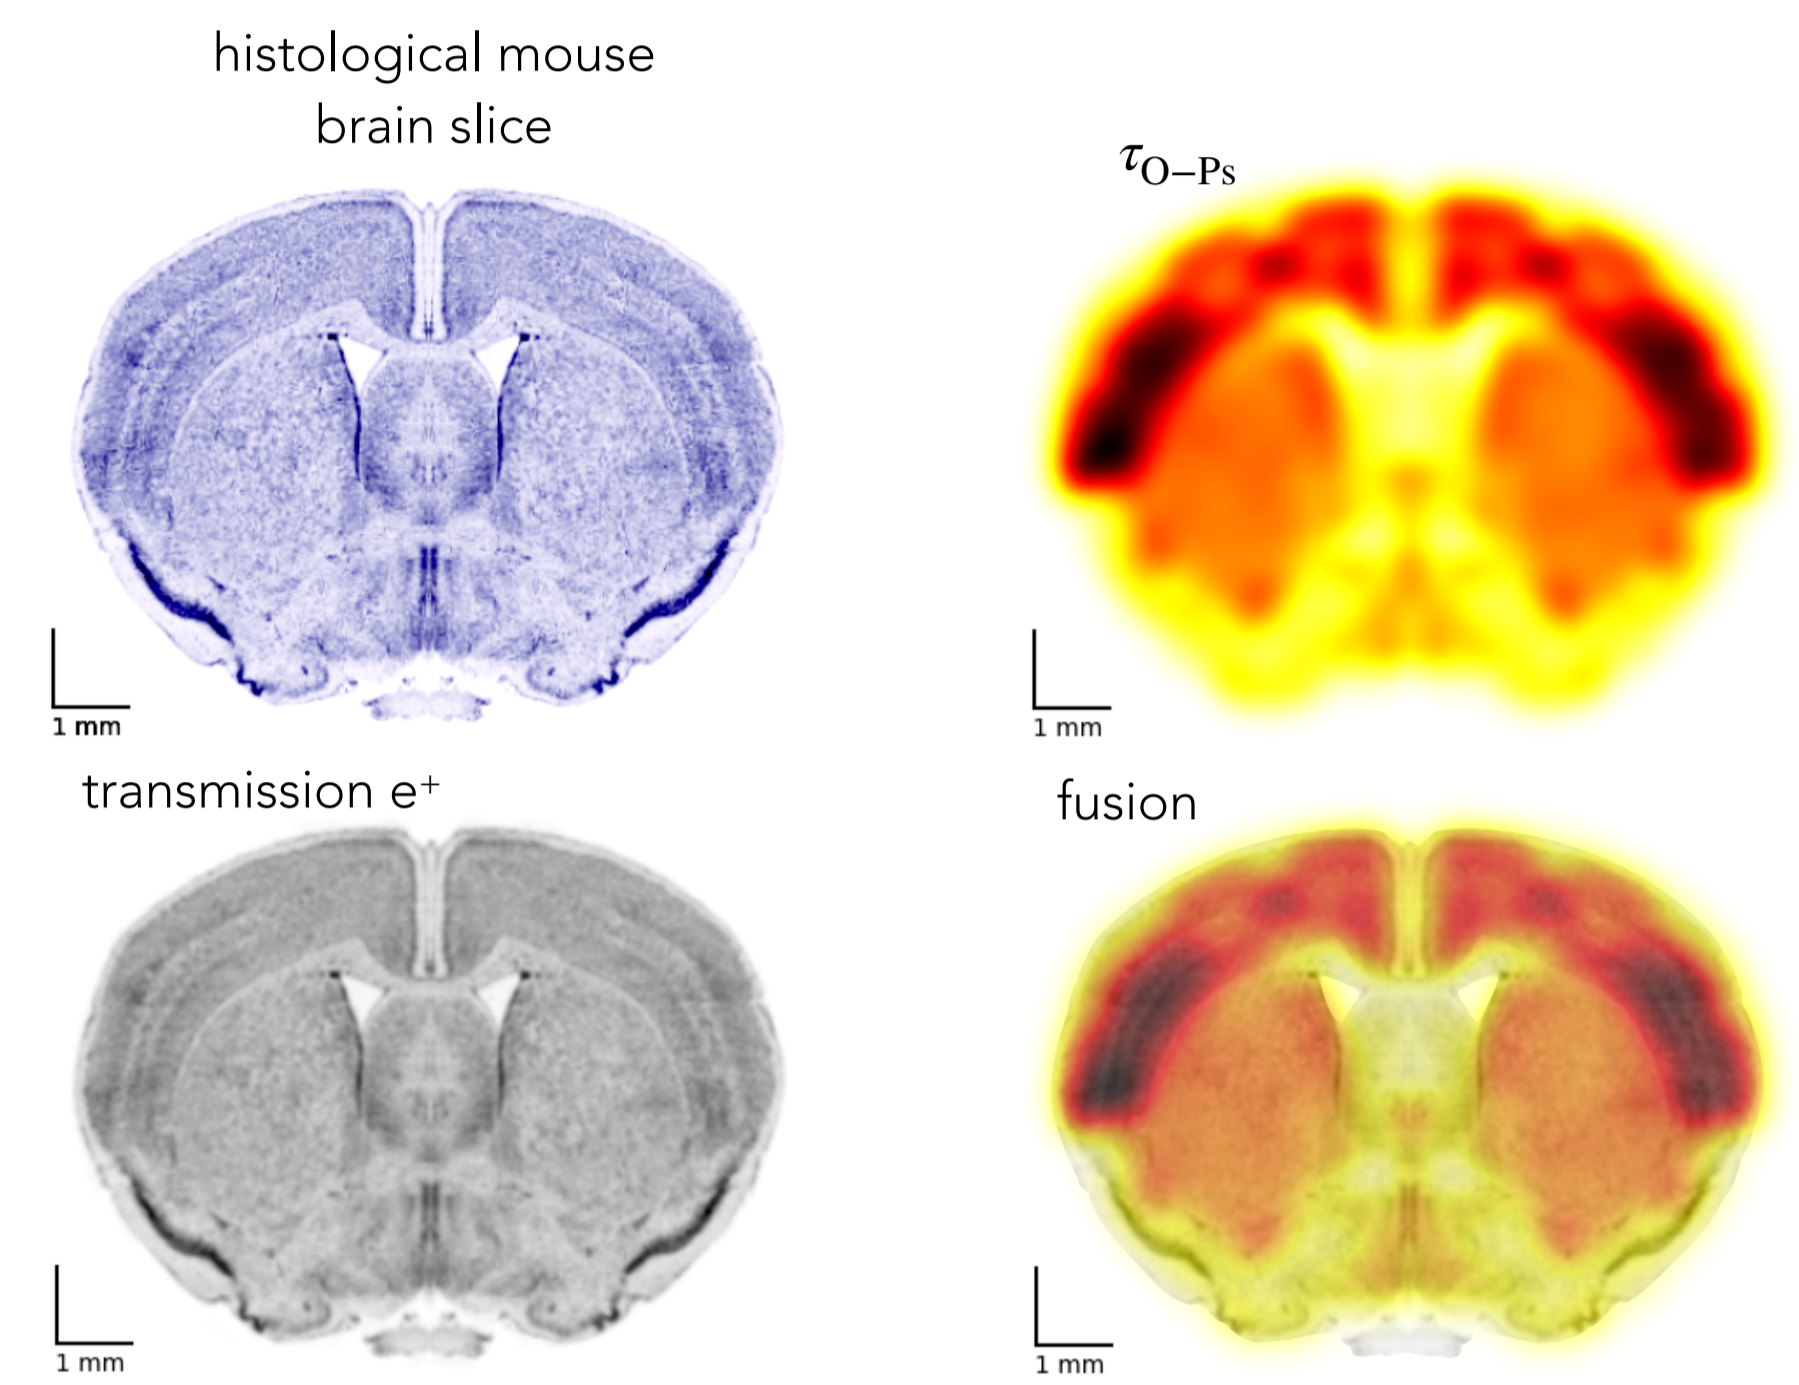 histological mouse
brain slice
τO–Ps
1 mm
1 mm
transmission e⁺
fusion
1 mm
1 mm